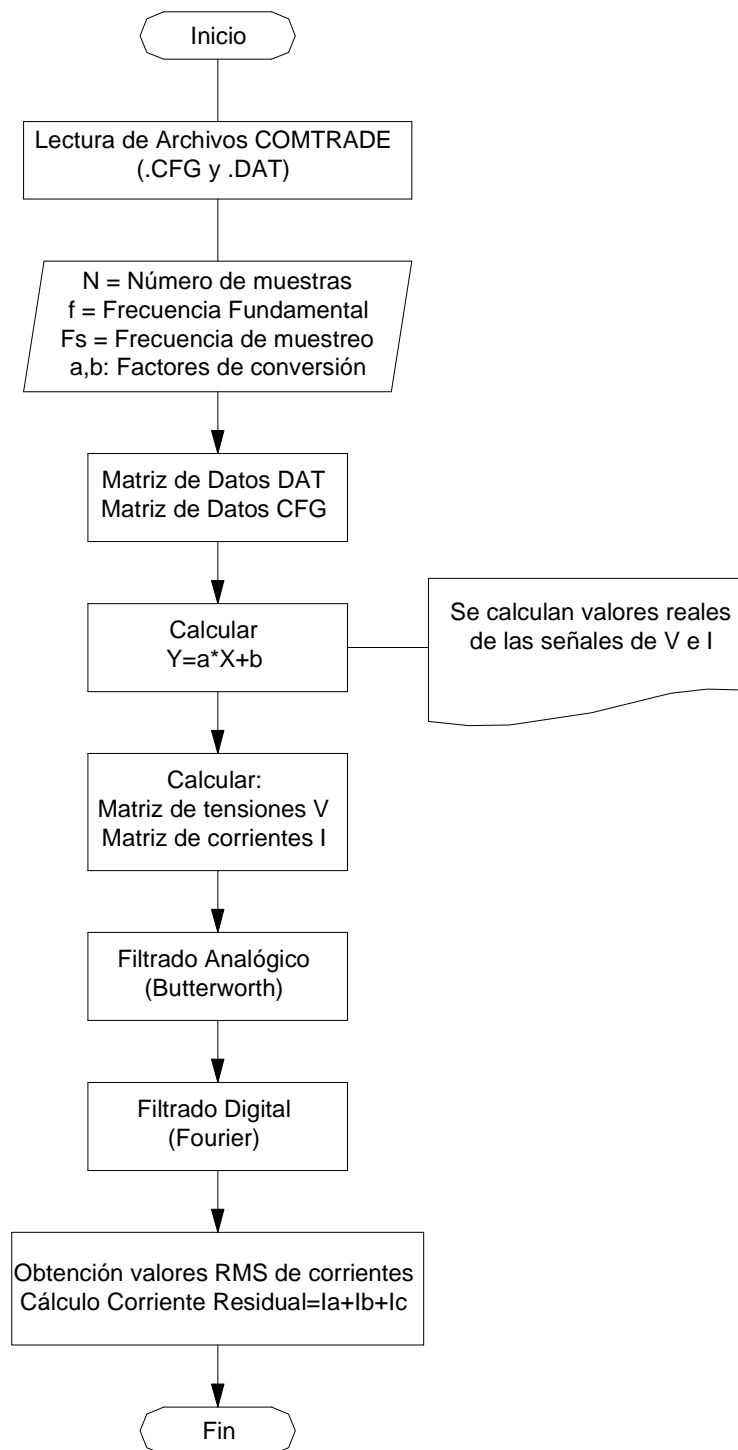 Inicio
Lectura de Archivos COMTRADE
(.CFG y .DAT)
N = Número de muestras
f = Frecuencia Fundamental
Fs = Frecuencia de muestreo
a,b: Factores de conversión
Matriz de Datos DAT
Matriz de Datos CFG
Calcular
Y=a*X+b
Se calculan valores reales
de las señales de V e I
Calcular:
Matriz de tensiones V
Matriz de corrientes I
Filtrado Analógico
(Butterworth)
Filtrado Digital
(Fourier)
Obtención valores RMS de corrientes
Cálculo Corriente Residual=Ia+Ib+Ic
Fin